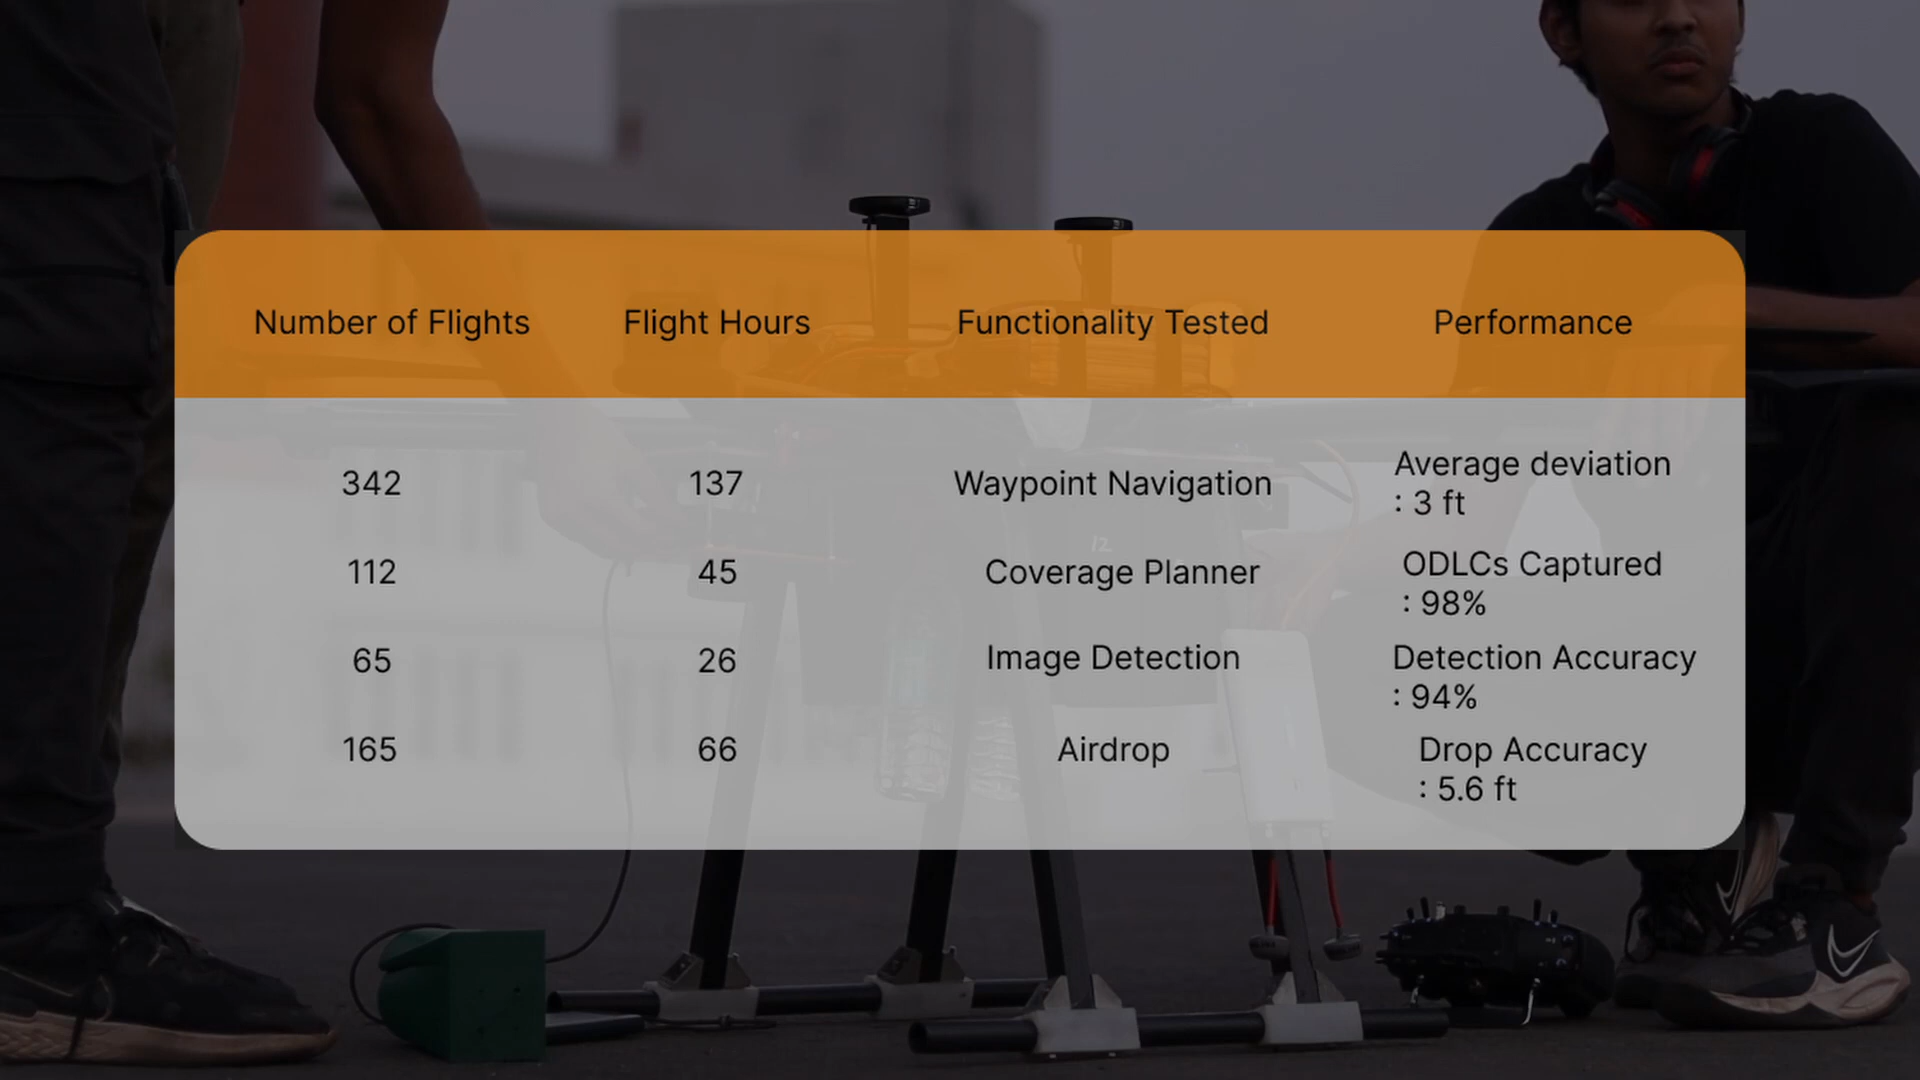 Number of Flights Flight Hours Functionality Tested Performance
342 137 Waypoint Navigation Average deviation
: 3 ft
112 45 Coverage Planner ODLCs Captured
: 98%
65 26 Image Detection Detection Accuracy
: 94%
165 66 Airdrop Drop Accuracy
: 5.6 ft
12